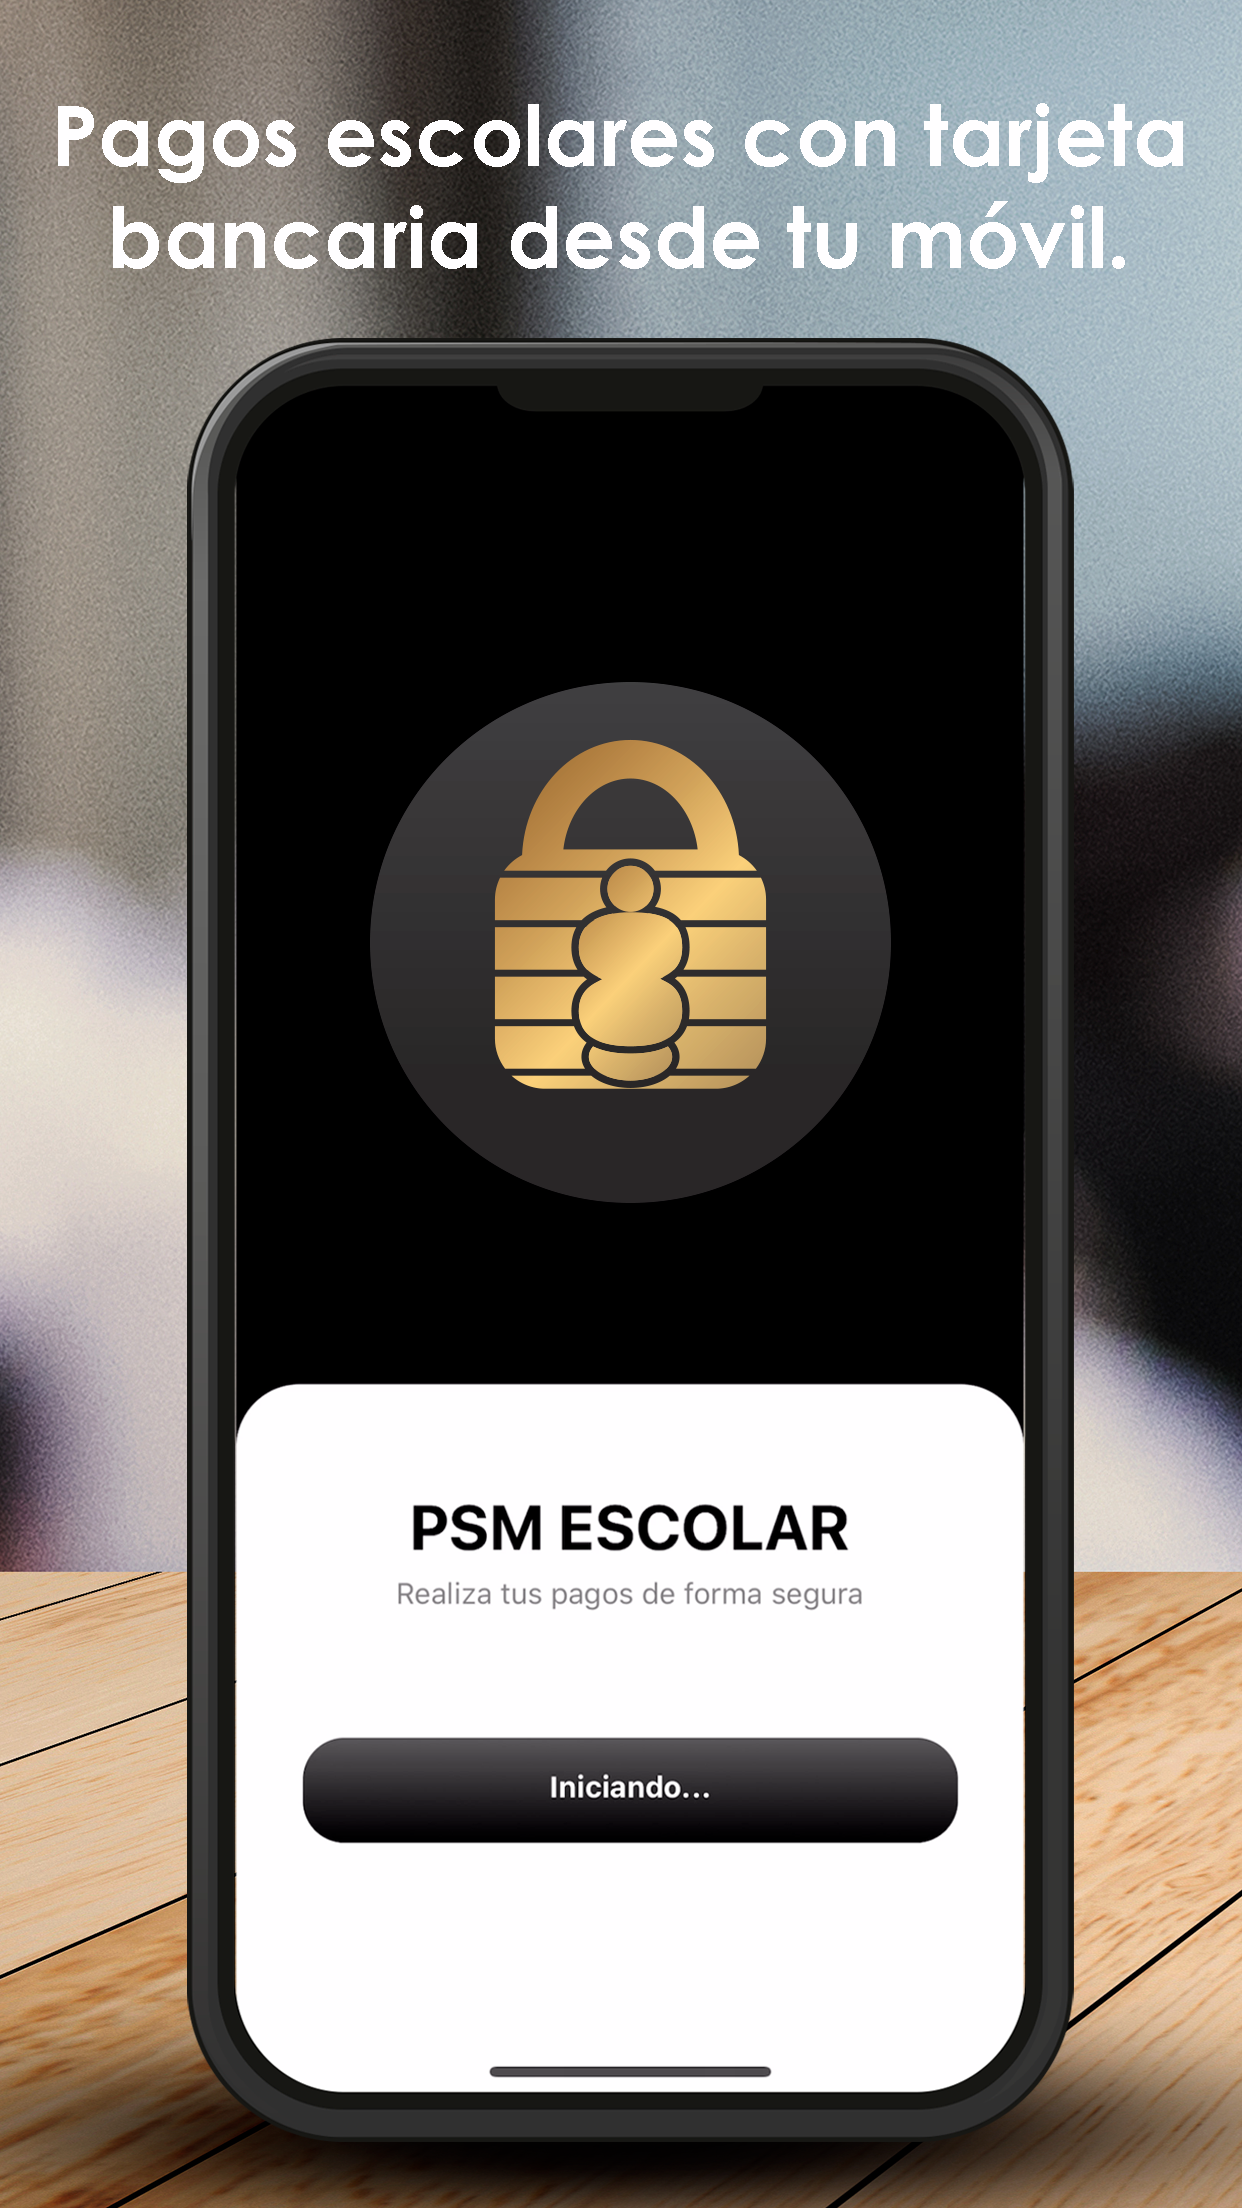 Pagos escolares con tarjeta
bancaria desde tu móvil.
PSM ESCOLAR
Realiza tus pagos de forma segura
Iniciando...